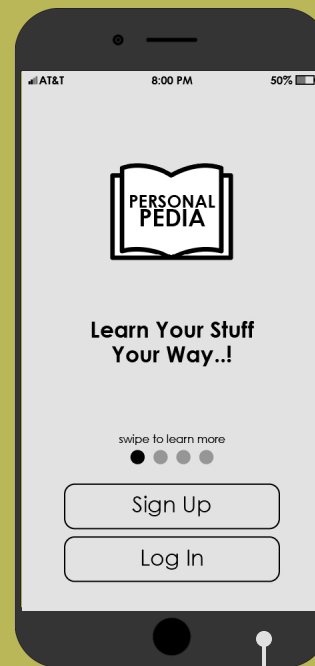 AT&T 8:00 PM 50%
PERSONAL
PEDIA
Learn Your Stuff
Your Way..!
swipe to learn more
Sign Up
Log In